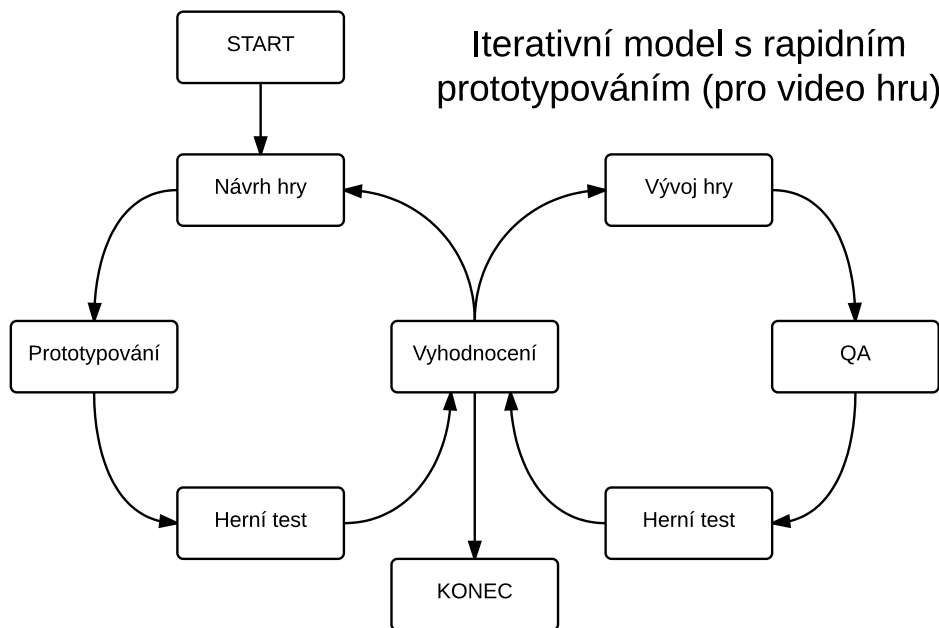 START
Iterativní model s rapidním
prototypováním (pro video hru)
Návrh hry
Vývoj hry
Prototypování
Vyhodnocení
QA
Herní test
Herní test
KONEC